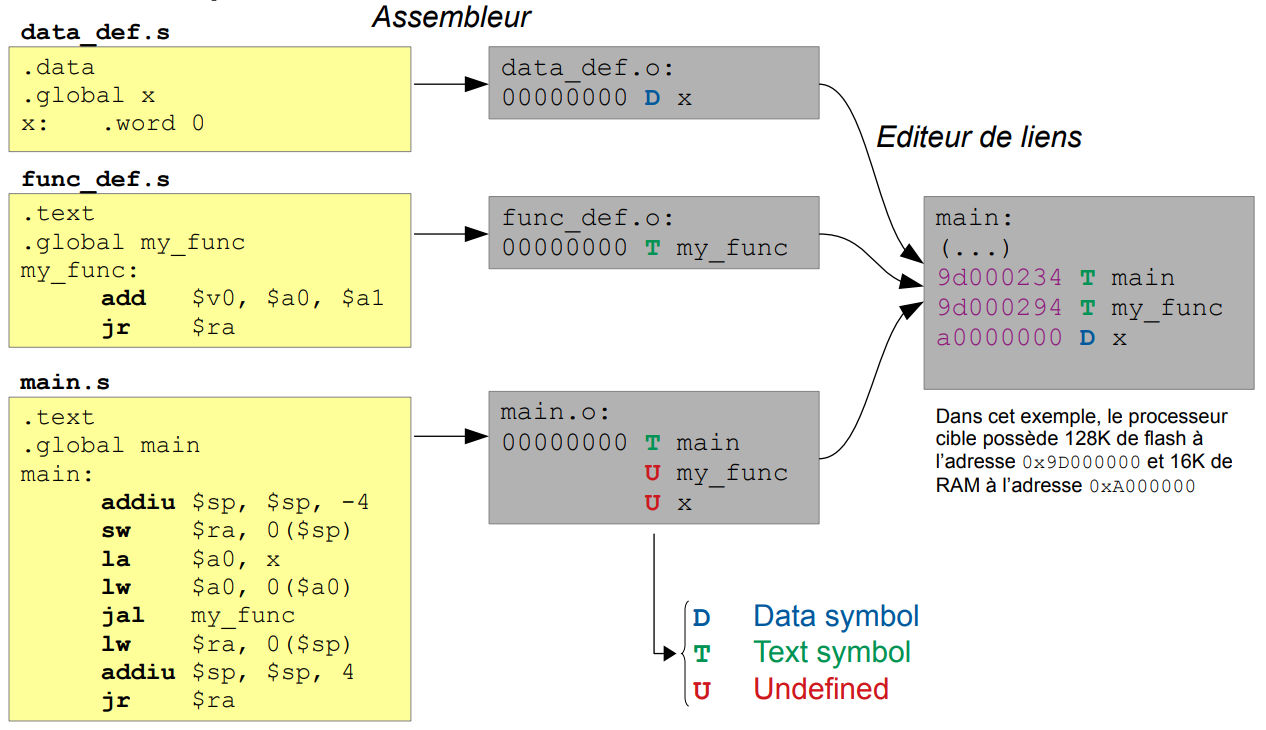 Assembleur
data_def.s
.data
.global x
x: .word 0
data_def.o:
00000000 D x
Editeur de liens
func_def.s
.text
.global my_func
my_func:
add $v0, $a0, $a1
jr $ra
func_def.o:
00000000 T my_func
main:
(...)
9d000234 T main
9d000294 T my_func
a0000000 D x
Dans cet exemple, le processeur
cible possède 128K de flash à
l'adresse 0x9D000000 et 16K de
RAM à l'adresse 0xA000000
main.s
.text
.global main
main:
addiu $sp, $sp, -4
sw $ra, 0($sp)
la $a0, x
lw $a0, 0($a0)
jal my_func
lw $ra, 0($sp)
addiu $sp, $sp, 4
jr $ra
main.o:
00000000 T main
U my_func
U x
D Data symbol
T Text symbol
U Undefined